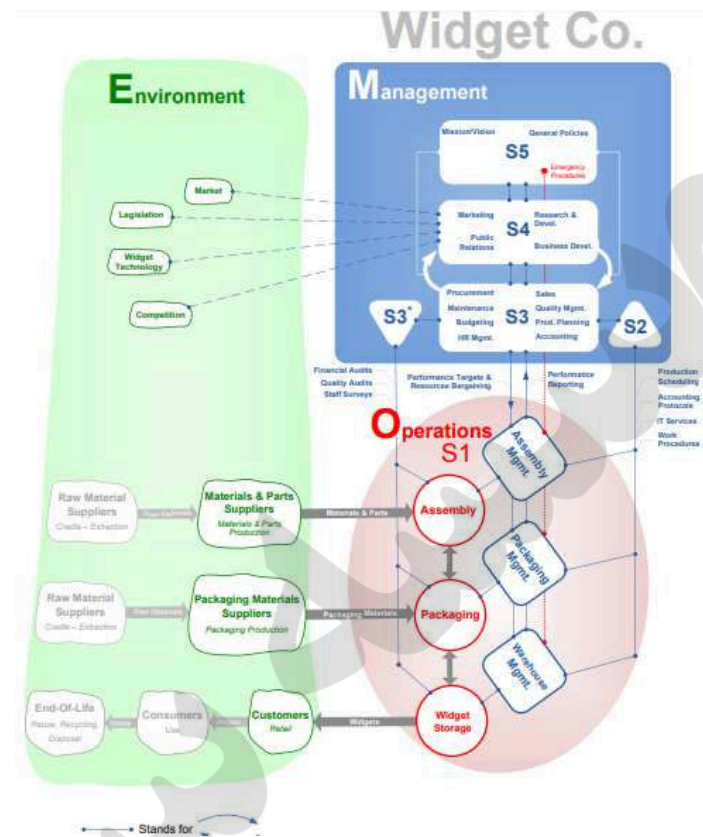 Widget Co.
Environment
Management
Mission/Vision
General Policies
S5
Emergency
Procedures
Market
Lagislation
Widget
Technology
Competition
Marketing
Research &
Devel.
S4
Public
Relations
Business Devel.
Procurement
Sales
Maintenance
Quality Mgmt.
S3*
Budgeting
S3
Prod. Planning
S2
HR Mgmt.
Accounting
Financial Audits
Quality Audits
Staff Surveys
Performance Targets &
Resources Bargaining
Performance
Reporting
Production
Scheduling
Accounting
Protocols
IT Services
Work
Procedures
Operations
S1
Assembly
Mgmt.
Raw Material
Suppliers
Cradle – Extraction
Raw Materials
Materials & Parts
Suppliers
Materials & Parts
Production
Materials & Parts
Assembly
Packaging
Mgmt.
Raw Material
Suppliers
Cradle – Extraction
Raw Materials
Packaging Materials
Suppliers
Packaging Production
Packaging Materials
Packaging
Warehouse
Mgmt.
End-Of-Life
Reuse, Recycling,
Disposal
Consumers
Use
Customers
Retail
Widgets
Widget
Storage
Stands for